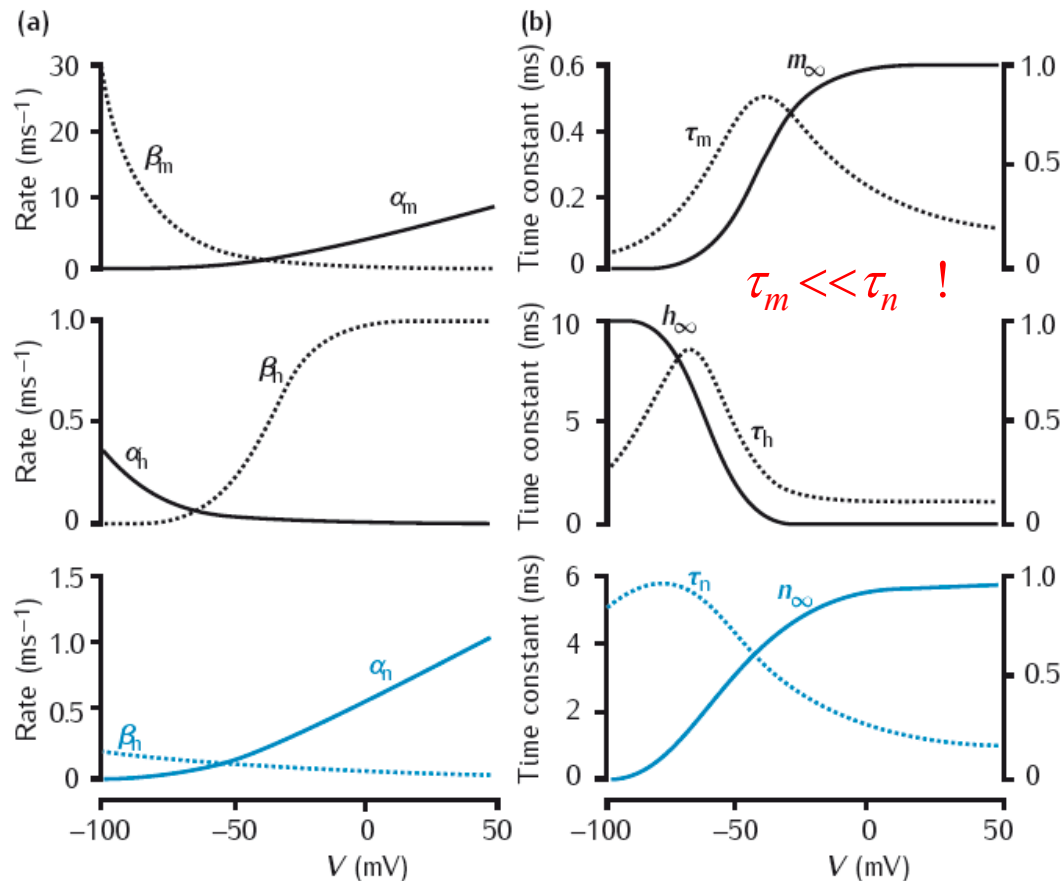 (a)
Rate (ms⁻¹)
30
20
10
0
βm
αm
Rate (ms⁻¹)
1.0
0.5
0
αh
βh
Rate (ms⁻¹)
1.5
1.0
0.5
0
βh
αn
−100
−50
0
50
V (mV)
(b)
Time constant (ms)
0.6
0.4
0.2
0
τm
m∞
1.0
0.5
0
τm << τn !
Time constant (ms)
10
5
0
h∞
τh
1.0
0.5
0
Time constant (ms)
6
4
2
0
τn
n∞
1.0
0.5
0
−100
−50
0
50
V (mV)